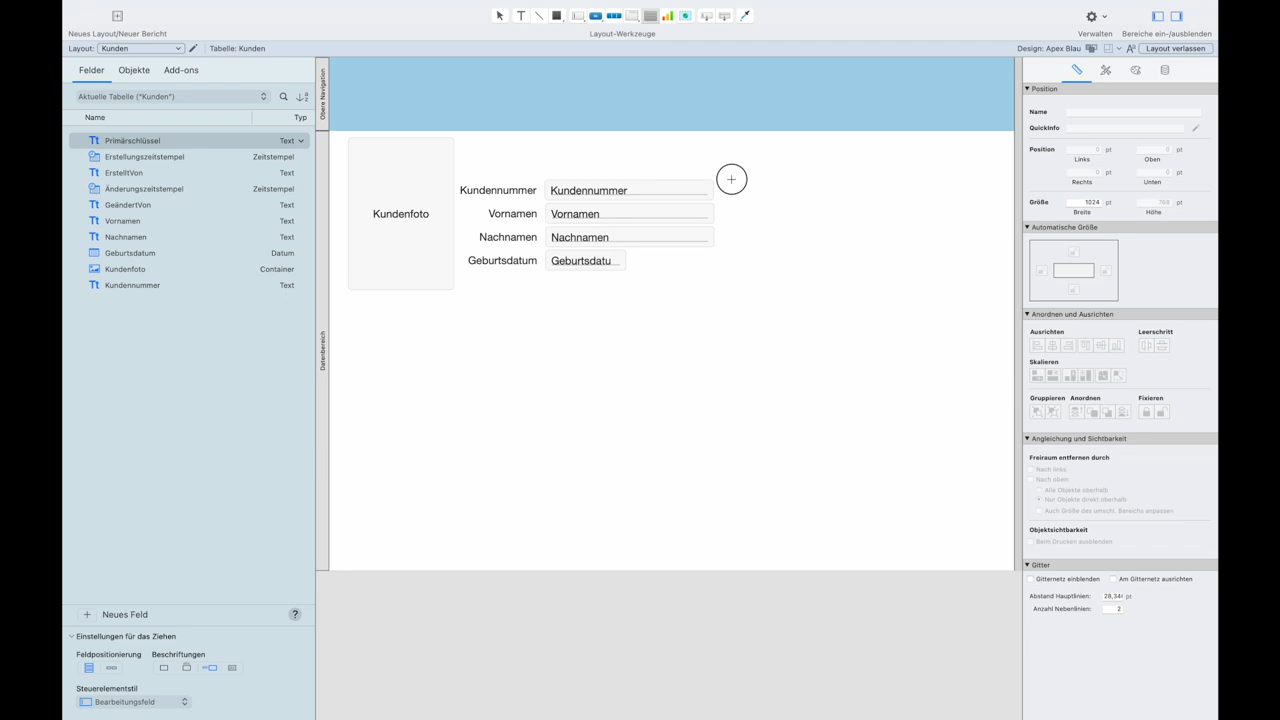 Neues Layout/Neuer Bericht
Layout-Werkzeuge
Verwalten
Bereiche ein-/ausblenden
Layout: Kunden
Tabelle: Kunden
Design: Apex Blau
Layout verlassen
Felder
Objekte
Add-ons
Aktuelle Tabelle ("Kunden")
Name
Typ
Primärschlüssel
Text
Erstellungszeitstempel
Zeitstempel
ErstelltVon
Text
Änderungszeitstempel
Zeitstempel
GeändertVon
Text
Vornamen
Text
Nachnamen
Text
Geburtsdatum
Datum
Kundenfoto
Container
Kundennummer
Text
Neues Feld
?
Einstellungen für das Ziehen
Feldpositionierung
Beschriftungen
Steuerelementstil
Bearbeitungsfeld
Obere Navigation
Datenbereich
Kundenfoto
Kundennummer
Kundennummer
Vornamen
Vornamen
Nachnamen
Nachnamen
Geburtsdatum
Geburtsdatu
Position
Name
QuickInfo
Position
0 pt
0 pt
Links
Oben
0 pt
0 pt
Rechts
Unten
Größe
1024 pt
768 pt
Breite
Höhe
Automatische Größe
Anordnen und Ausrichten
Ausrichten
Leerschritt
Skalieren
Gruppieren
Anordnen
Fixieren
Angleichung und Sichtbarkeit
Freiraum entfernen durch
Nach links
Nach oben
Alle Objekte oberhalb
Nur Objekte direkt oberhalb
Auch Größe des umschl. Bereichs anpassen
Objektsichtbarkeit
Beim Drucken ausblenden
Gitter
Gitternetz einblenden
Am Gitternetz ausrichten
Abstand Hauptlinien: 28,34 pt
Anzahl Nebenlinien: 2